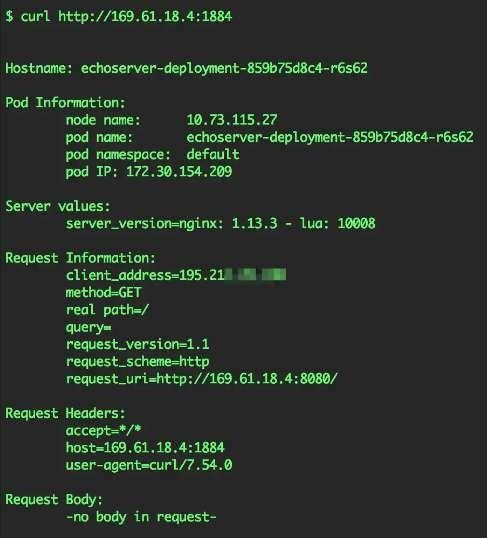 $ curl http://169.61.18.4:1884
Hostname: echoserver-deployment-859b75d8c4-r6s62
Pod Information:
node name: 10.73.115.27
pod name: echoserver-deployment-859b75d8c4-r6s62
pod namespace: default
pod IP: 172.30.154.209
Server values:
server_version=nginx: 1.13.3 - lua: 10008
Request Information:
client_address=195.21
method=GET
real path=/
query=
request_version=1.1
request_scheme=http
request_uri=http://169.61.18.4:8080/
Request Headers:
accept=*/*
host=169.61.18.4:1884
user-agent=curl/7.54.0
Request Body:
-no body in request-